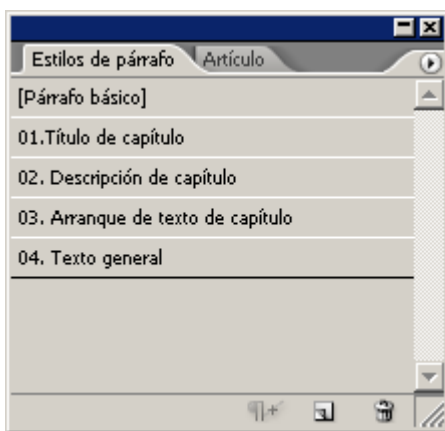 Estilos de párrafo Artículo
[Párrafo básico]
01.Título de capítulo
02. Descripción de capítulo
03. Arranque de texto de capítulo
04. Texto general